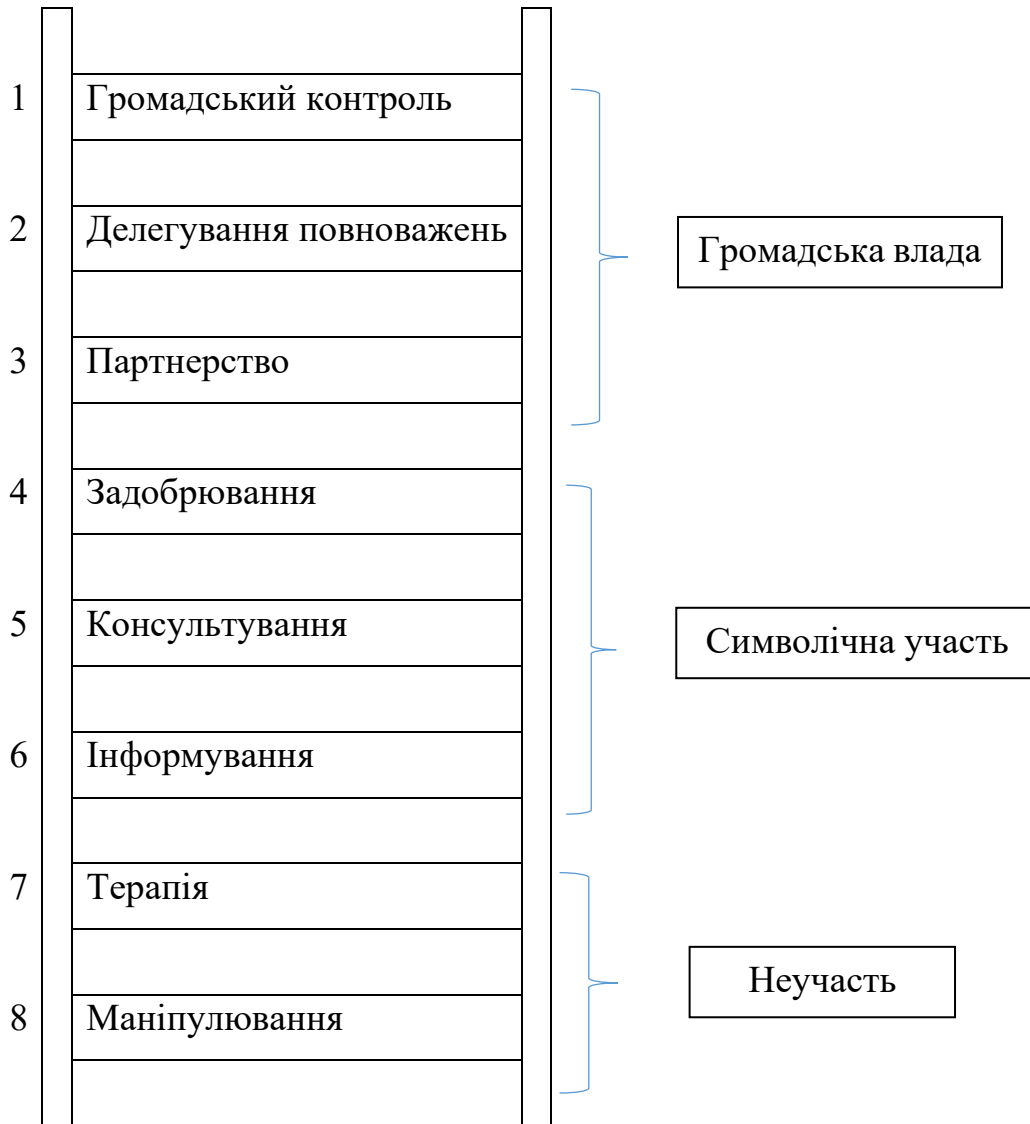 1 Громадський контроль
2 Делегування повноважень
Громадська влада
3 Партнерство
4 Задобрювання
5 Консультування
Символічна участь
6 Інформування
7 Терапія
Неучасть
8 Маніпулювання